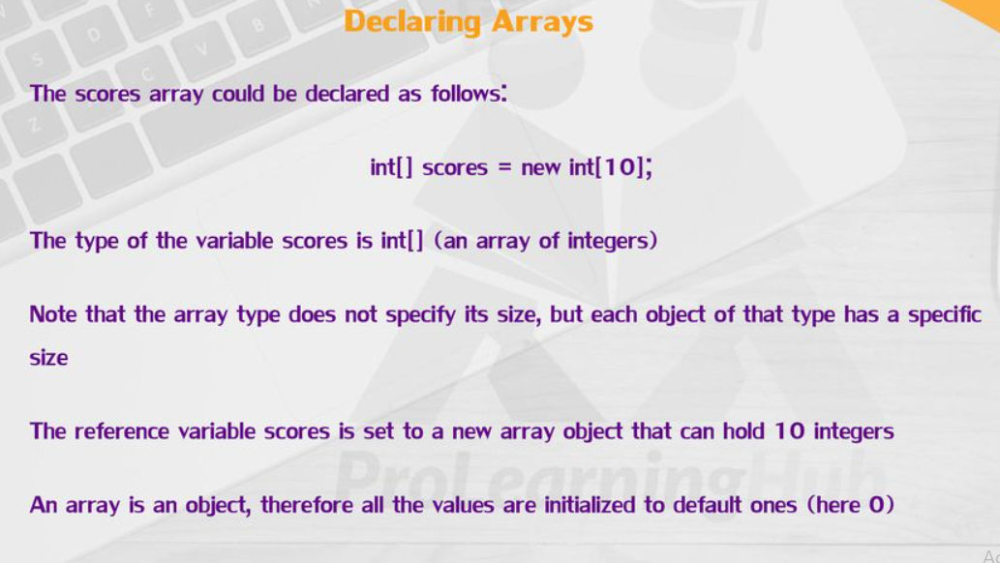 Declaring Arrays
The scores array could be declared as follows:
int[] scores = new int[10];
The type of the variable scores is int[] (an array of integers)
Note that the array type does not specify its size, but each object of that type has a specific
size
The reference variable scores is set to a new array object that can hold 10 integers
ProLearningHub
An array is an object, therefore all the values are initialized to default ones (here 0)